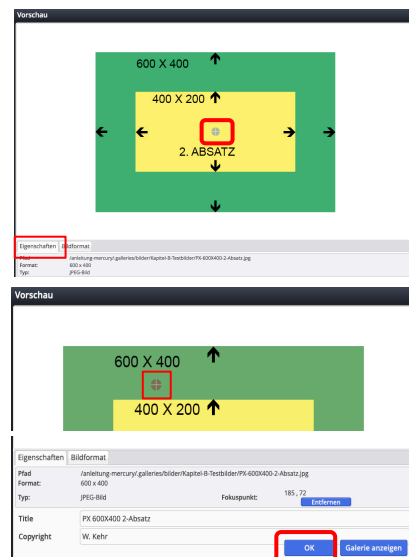 Vorschau
600 X 400
400 X 200
2. ABSATZ
Eigenschaften Bildformat
Pfad /anleitung-mercury/.galleries/bilder/Kapitel-8-Testbilder/PX-600X400-2-Absatz.jpg
Format: 600 x 400
Typ: JPEG-Bild
Vorschau
600 X 400
400 X 200
Eigenschaften Bildformat
Pfad /anleitung-mercury/.galleries/bilder/Kapitel-8-Testbilder/PX-600X400-2-Absatz.jpg
Format: 600 x 400
Typ: JPEG-Bild Fokuspunkt: 185 , 72 Entfernen
Title PX 600X400 2-Absatz
Copyright W. Kehr
OK Galerie anzeigen